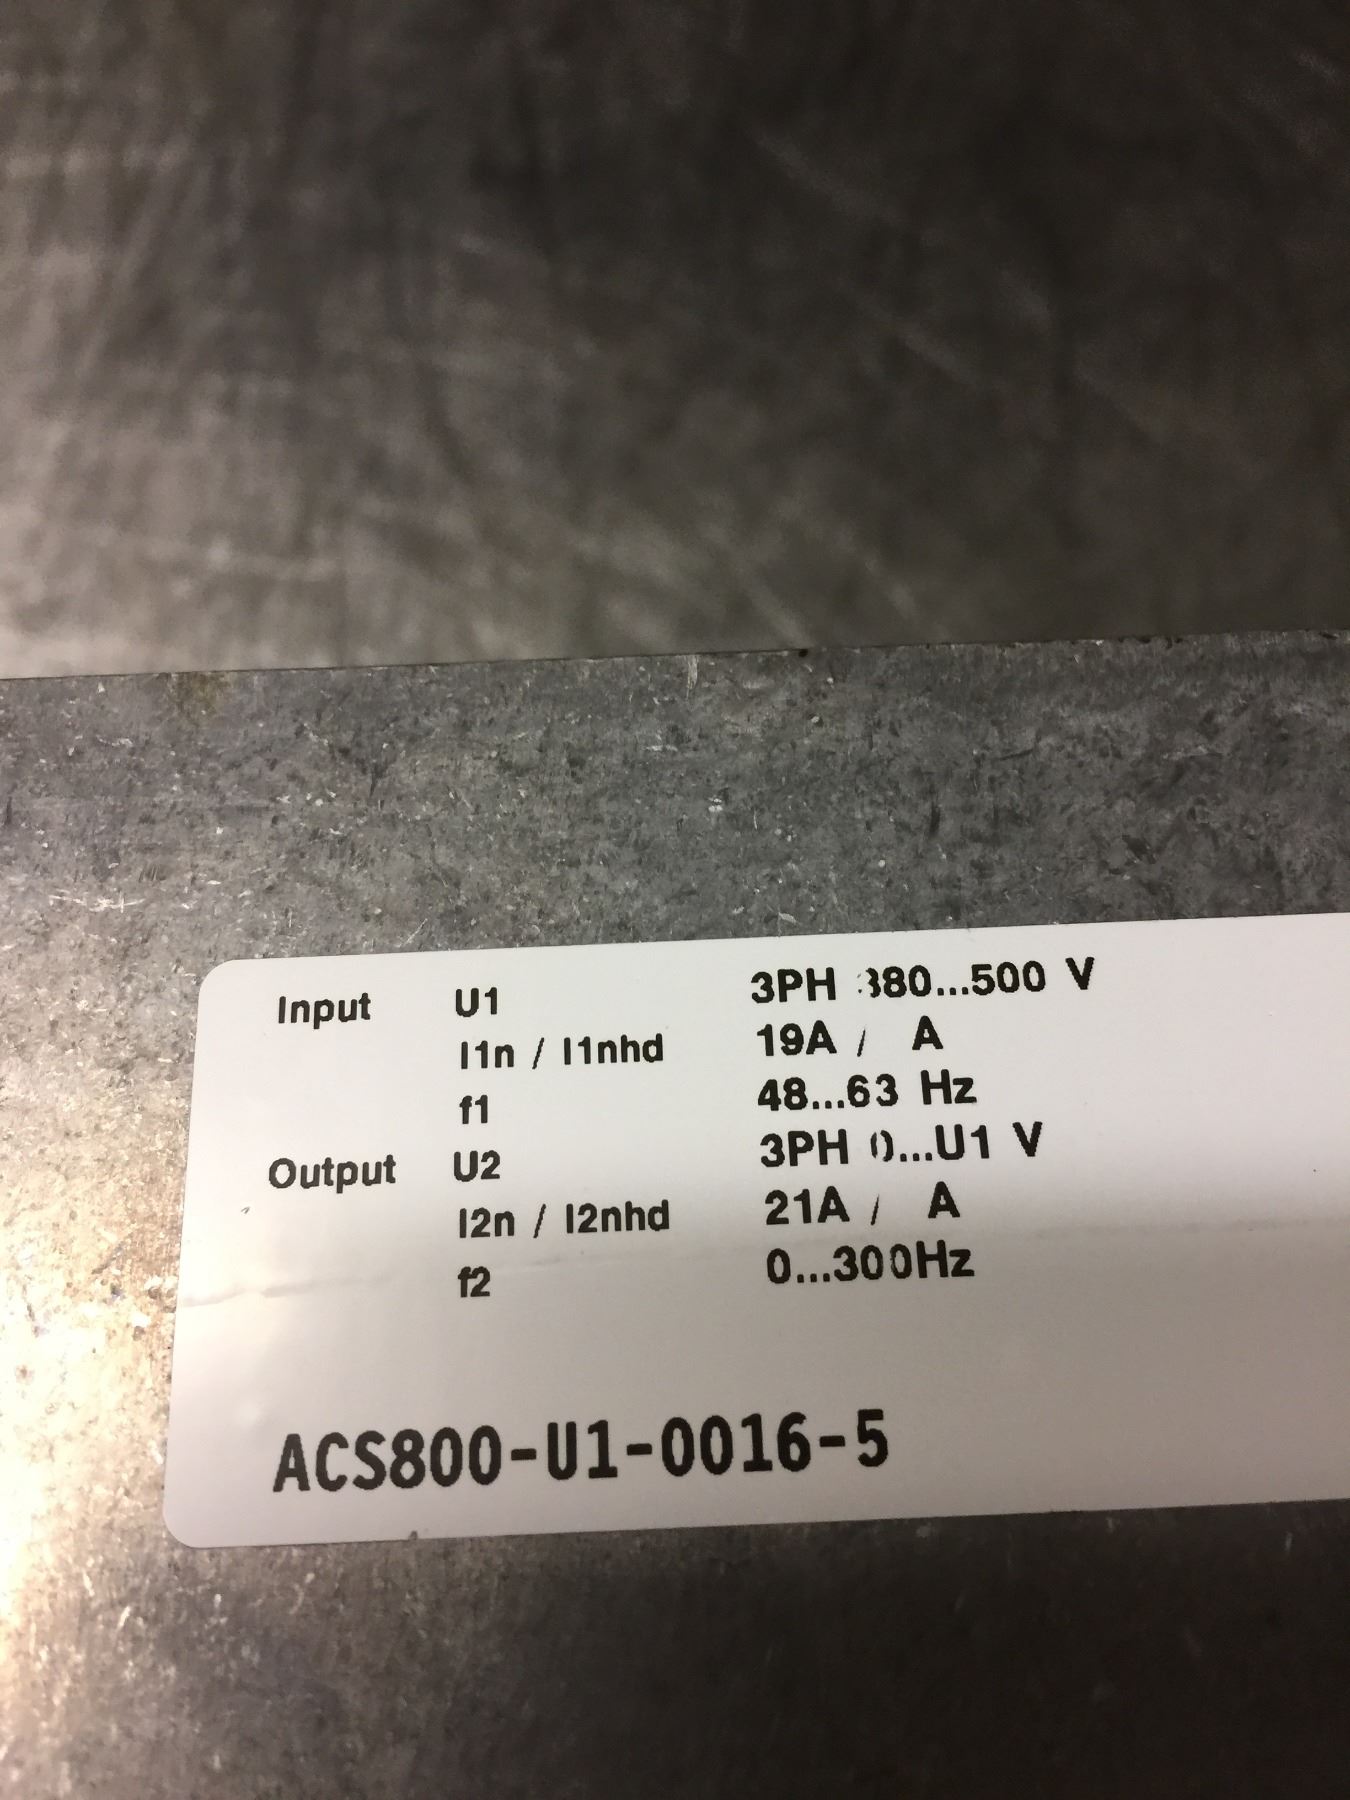 Input U1 3PH 380...500 V
I1n / I1nhd 19A / A
f1 48...63 Hz
Output U2 3PH 0...U1 V
I2n / I2nhd 21A / A
f2 0...300Hz
ACS800-U1-0016-5